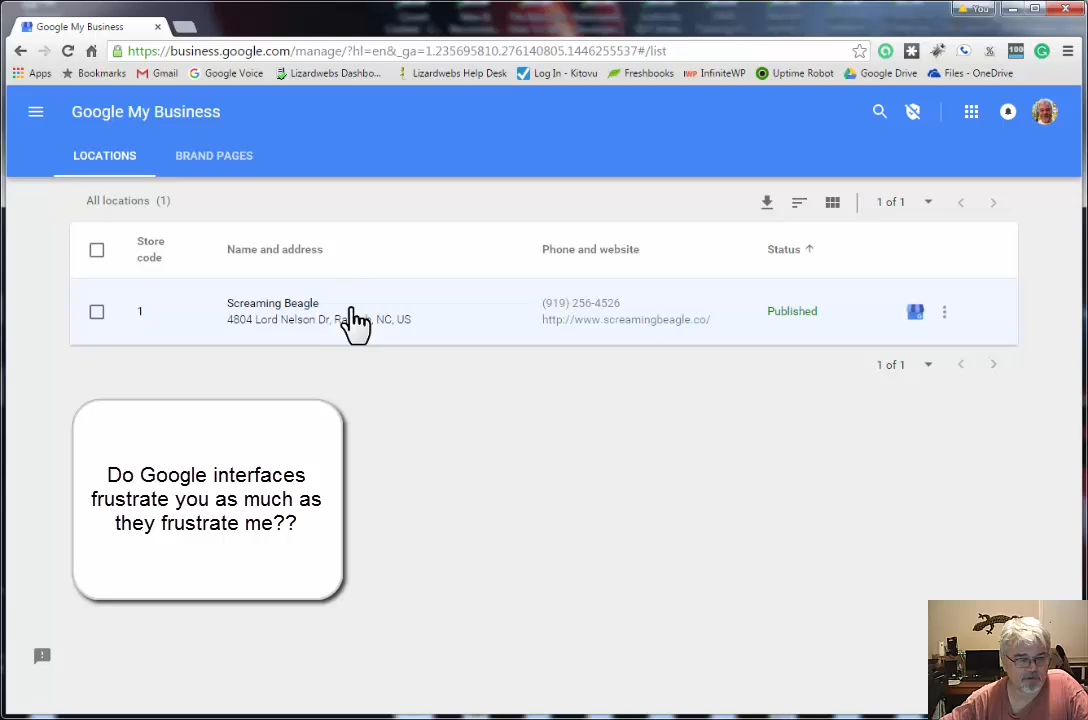 Google My Business
You
https://business.google.com/manage/?hl=en&_ga=1.235695810.276140805.1446255537#/list
Apps Bookmarks Gmail Google Voice Lizardwebs Dashbo... Lizardwebs Help Desk Log In - Kitovu Freshbooks InfiniteWP Uptime Robot Google Drive Files - OneDrive
Google My Business
LOCATIONS BRAND PAGES
All locations (1) 1 of 1
Store code Name and address Phone and website Status
1 Screaming Beagle (919) 256-4526 Published
4804 Lord Nelson Dr, NC, US http://www.screamingbeagle.co/
1 of 1
Do Google interfaces
frustrate you as much as
they frustrate me??